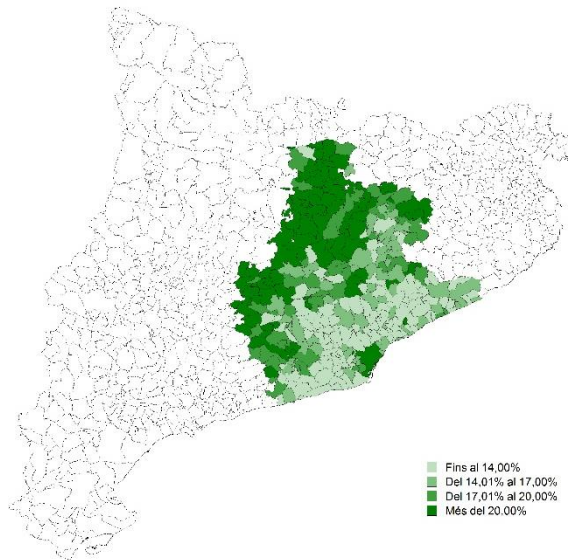 Fins al 14,00%
Del 14,01% al 17,00%
Del 17,01% al 20,00%
Més del 20,00%